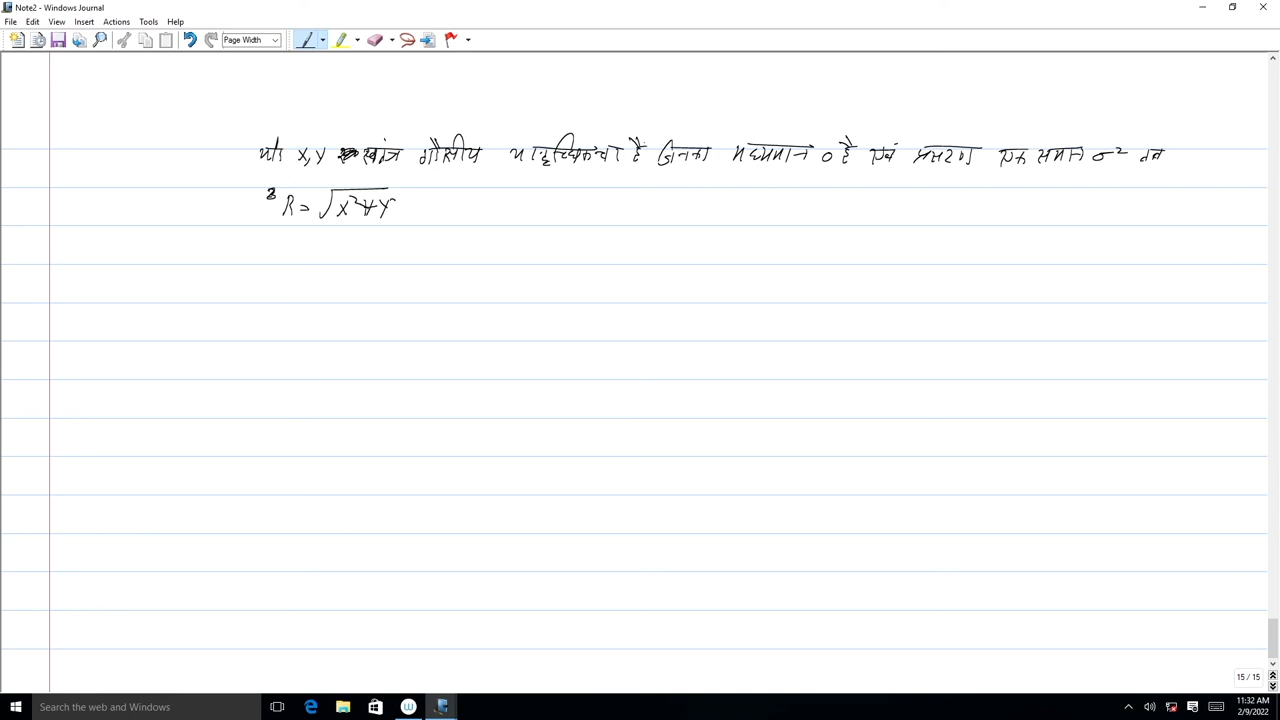 Note2 - Windows Journal
File Edit View Insert Actions Tools Help
Page Width
यदि X, Y स्वतंत्र गौसीय यादृच्छिक चर है जिनका मध्यमान 0 है एवं प्रसरण एक समान σ² तब
R = √X²+Y²
15 / 15
Search the web and Windows
11:32 AM
2/9/2022